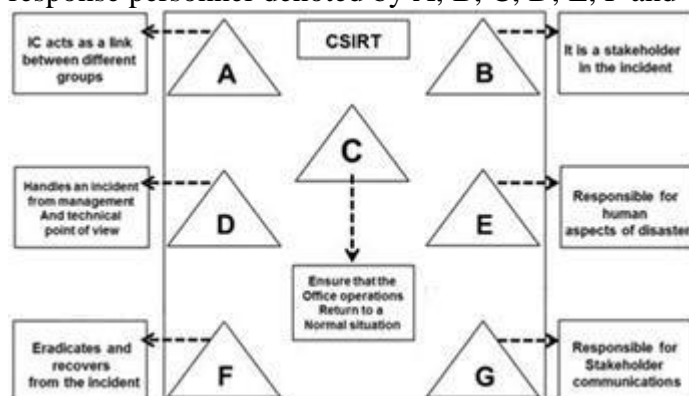 response personnel denoted by A, B, C, D, E, F and
IC acts as a link
between different
groups
A
CSIRT
B
It is a stakeholder
in the incident
C
Handles an incident
from management
And technical
point of view
D
E
Responsible for
human
aspects of disaster
Ensure that the
Office operations
Return to a
Normal situation
Eradicates and
recovers
from the incident
F
G
Responsible for
Stakeholder
communications